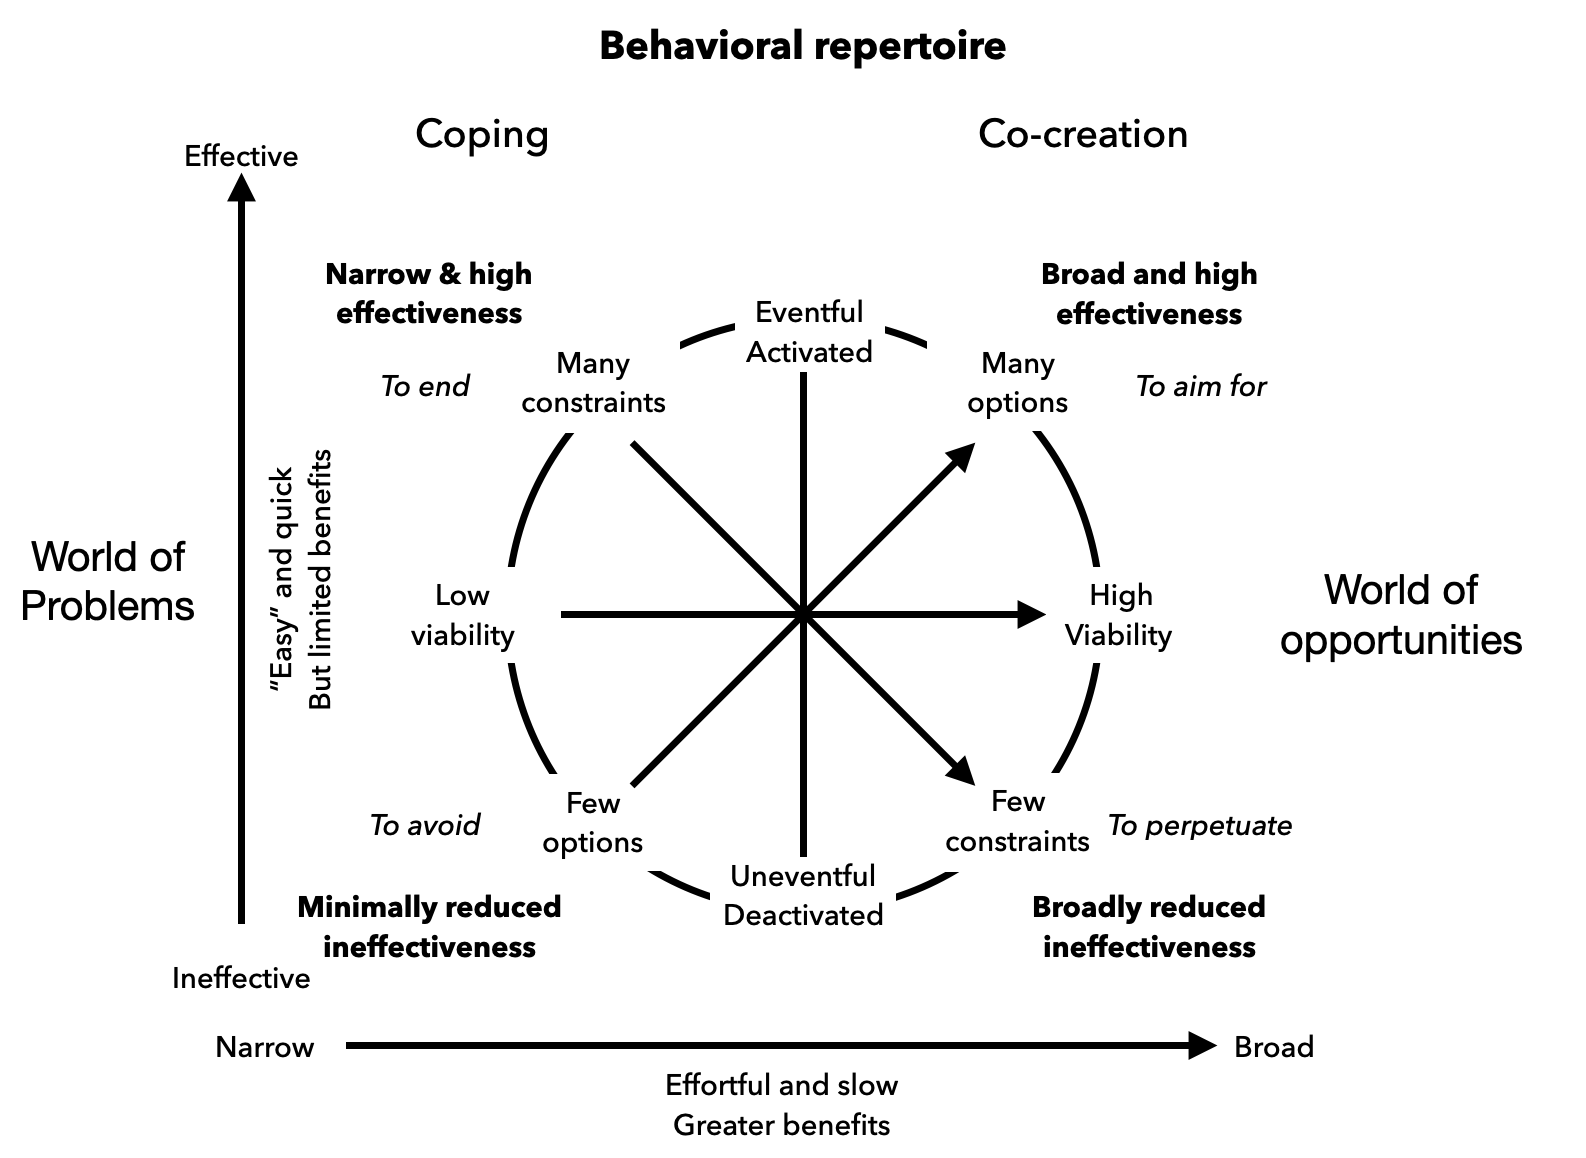 Behavioral repertoire
Coping
Co-creation
Effective
Narrow & high
effectiveness
Broad and high
effectiveness
Eventful
Activated
To end
Many
constraints
Many
options
To aim for
World of
Problems
“Easy” and quick
But limited benefits
Low
viability
High
Viability
World of
opportunities
To avoid
Few
options
Few
constraints
To perpetuate
Uneventful
Deactivated
Minimally reduced
ineffectiveness
Broadly reduced
ineffectiveness
Ineffective
Narrow
Broad
Effortful and slow
Greater benefits